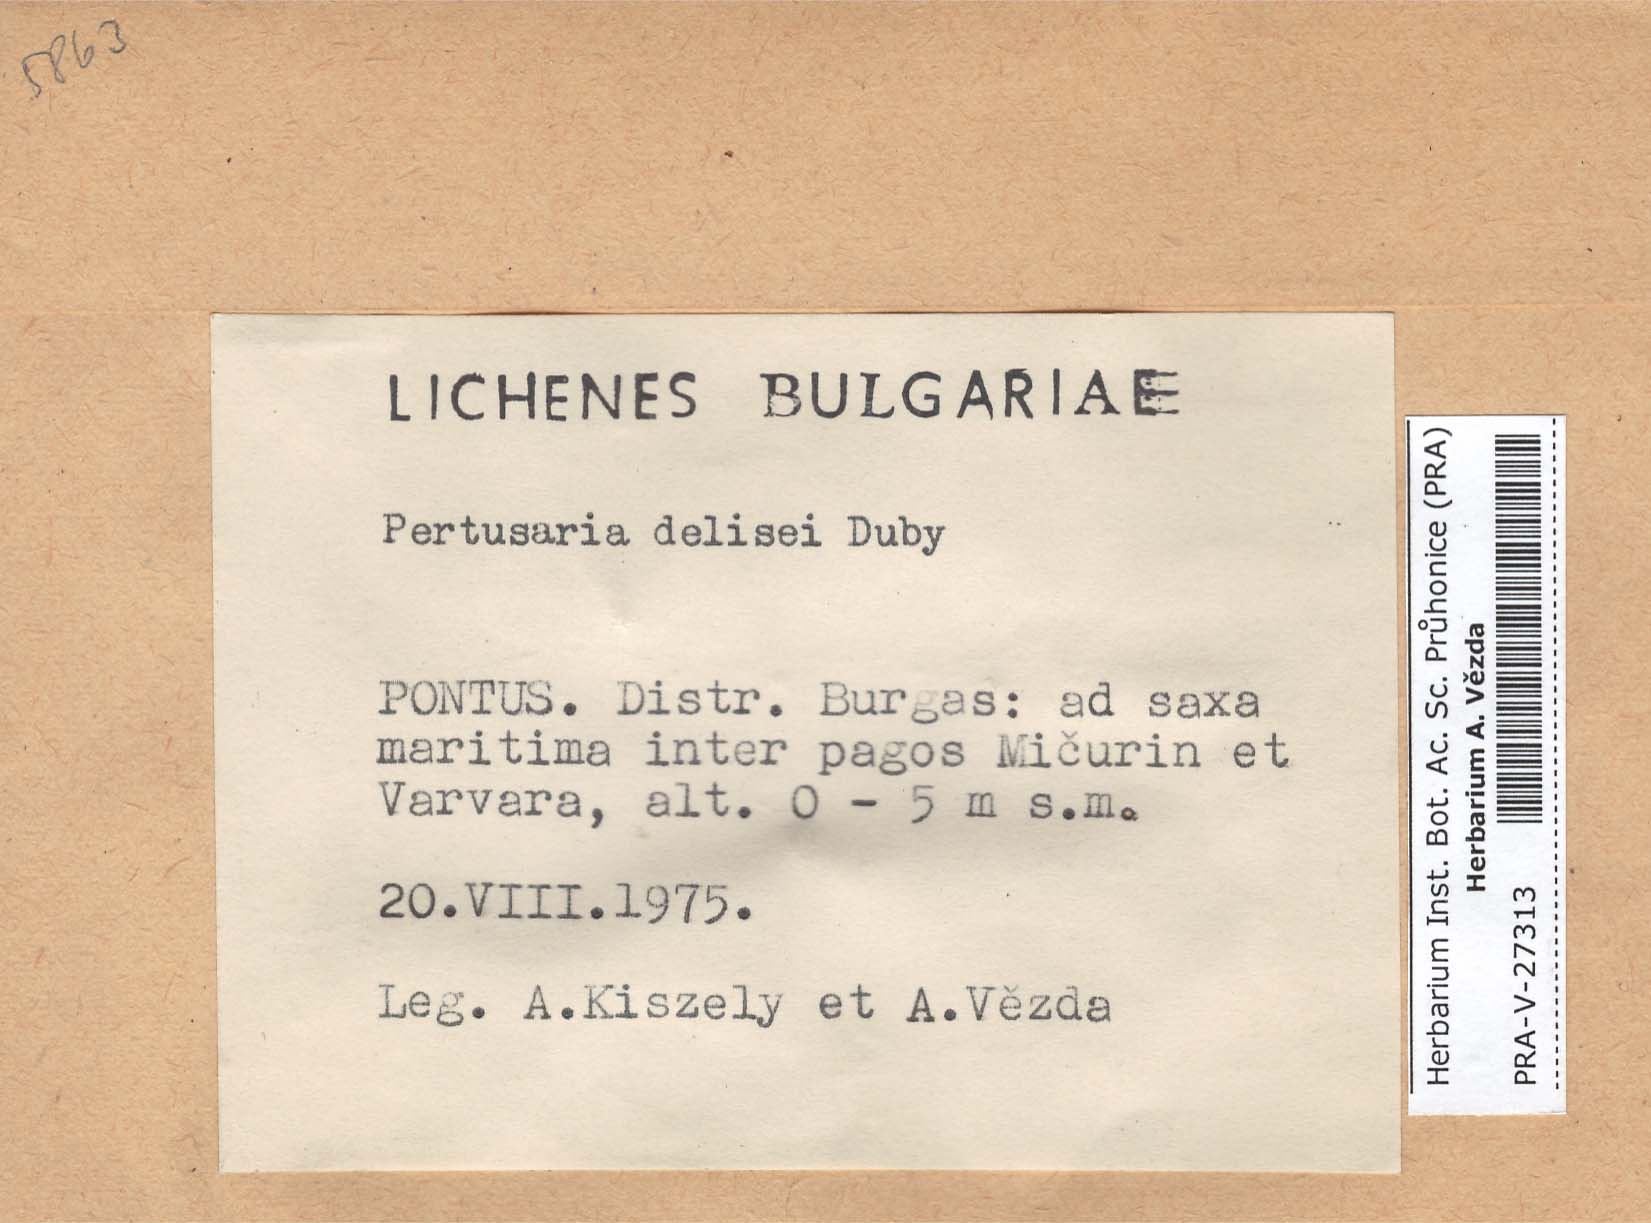 5863
LICHENES BULGARIAE
Pertusaria delisei Duby
PONTUS. Distr. Burgas: ad saxa
maritima inter pagos Mičurin et
Varvara, alt. 0 - 5 m s.m.
20.VIII.1975.
Leg. A.Kiszely et A.Vězda
Herbarium Inst. Bot. Ac. Sc. Průhonice (PRA)
Herbarium A. Vězda
PRA-V-27313